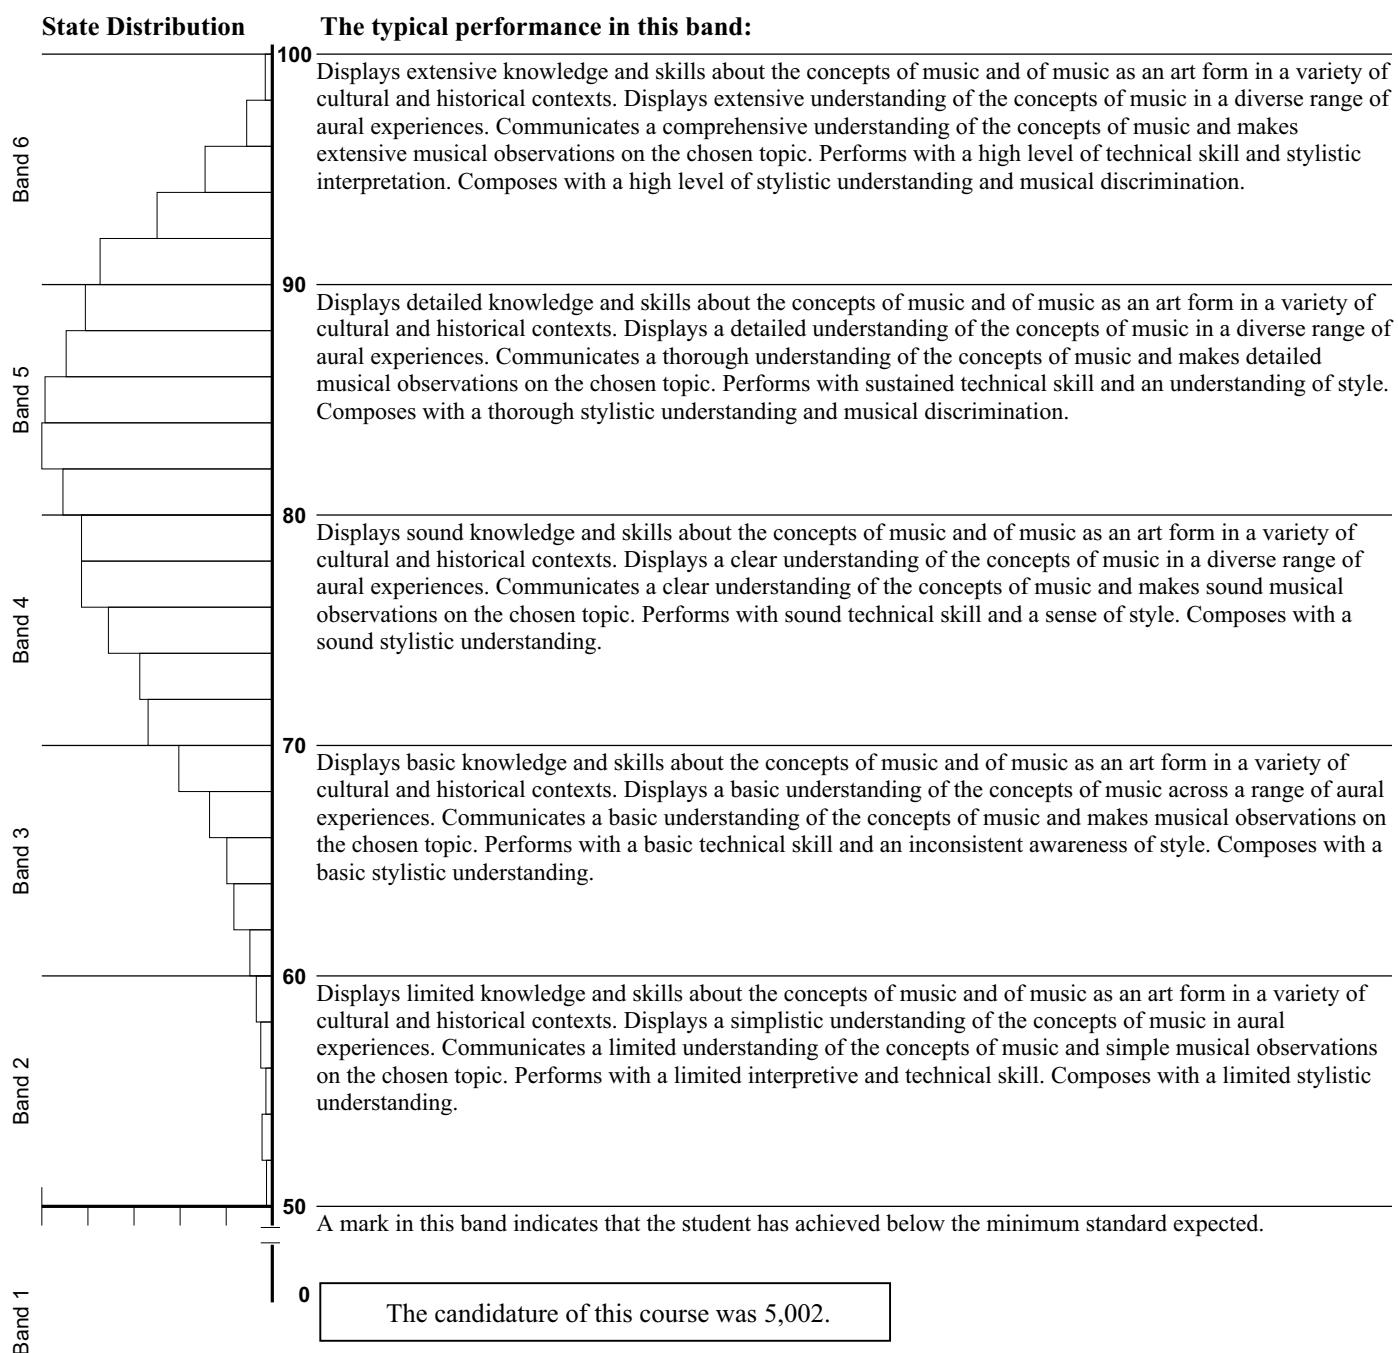 State Distribution
The typical performance in this band:
100
Displays extensive knowledge and skills about the concepts of music and of music as an art form in a variety of
cultural and historical contexts. Displays extensive understanding of the concepts of music in a diverse range of
aural experiences. Communicates a comprehensive understanding of the concepts of music and makes
extensive musical observations on the chosen topic. Performs with a high level of technical skill and stylistic
interpretation. Composes with a high level of stylistic understanding and musical discrimination.
Band 6
90
Displays detailed knowledge and skills about the concepts of music and of music as an art form in a variety of
cultural and historical contexts. Displays a detailed understanding of the concepts of music in a diverse range of
aural experiences. Communicates a thorough understanding of the concepts of music and makes detailed
musical observations on the chosen topic. Performs with sustained technical skill and an understanding of style.
Composes with a thorough stylistic understanding and musical discrimination.
Band 5
80
Displays sound knowledge and skills about the concepts of music and of music as an art form in a variety of
cultural and historical contexts. Displays a clear understanding of the concepts of music in a diverse range of
aural experiences. Communicates a clear understanding of the concepts of music and makes sound musical
observations on the chosen topic. Performs with sound technical skill and a sense of style. Composes with a
sound stylistic understanding.
Band 4
70
Displays basic knowledge and skills about the concepts of music and of music as an art form in a variety of
cultural and historical contexts. Displays a basic understanding of the concepts of music across a range of aural
experiences. Communicates a basic understanding of the concepts of music and makes musical observations on
the chosen topic. Performs with a basic technical skill and an inconsistent awareness of style. Composes with a
basic stylistic understanding.
Band 3
60
Displays limited knowledge and skills about the concepts of music and of music as an art form in a variety of
cultural and historical contexts. Displays a simplistic understanding of the concepts of music in aural
experiences. Communicates a limited understanding of the concepts of music and simple musical observations
on the chosen topic. Performs with a limited interpretive and technical skill. Composes with a limited stylistic
understanding.
Band 2
50
A mark in this band indicates that the student has achieved below the minimum standard expected.
0
Band 1
The candidature of this course was 5,002.